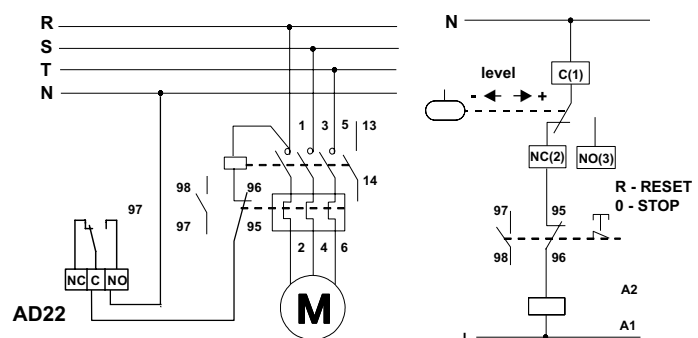 R
S
T
N
1 3 5 13
14
98 96
97
97 95
2 4 6
NC C NO
AD22
M
N
C(1)
level
- +
NC(2) NO(3)
R - RESET
0 - STOP
97 95
98 96
A2
A1
L